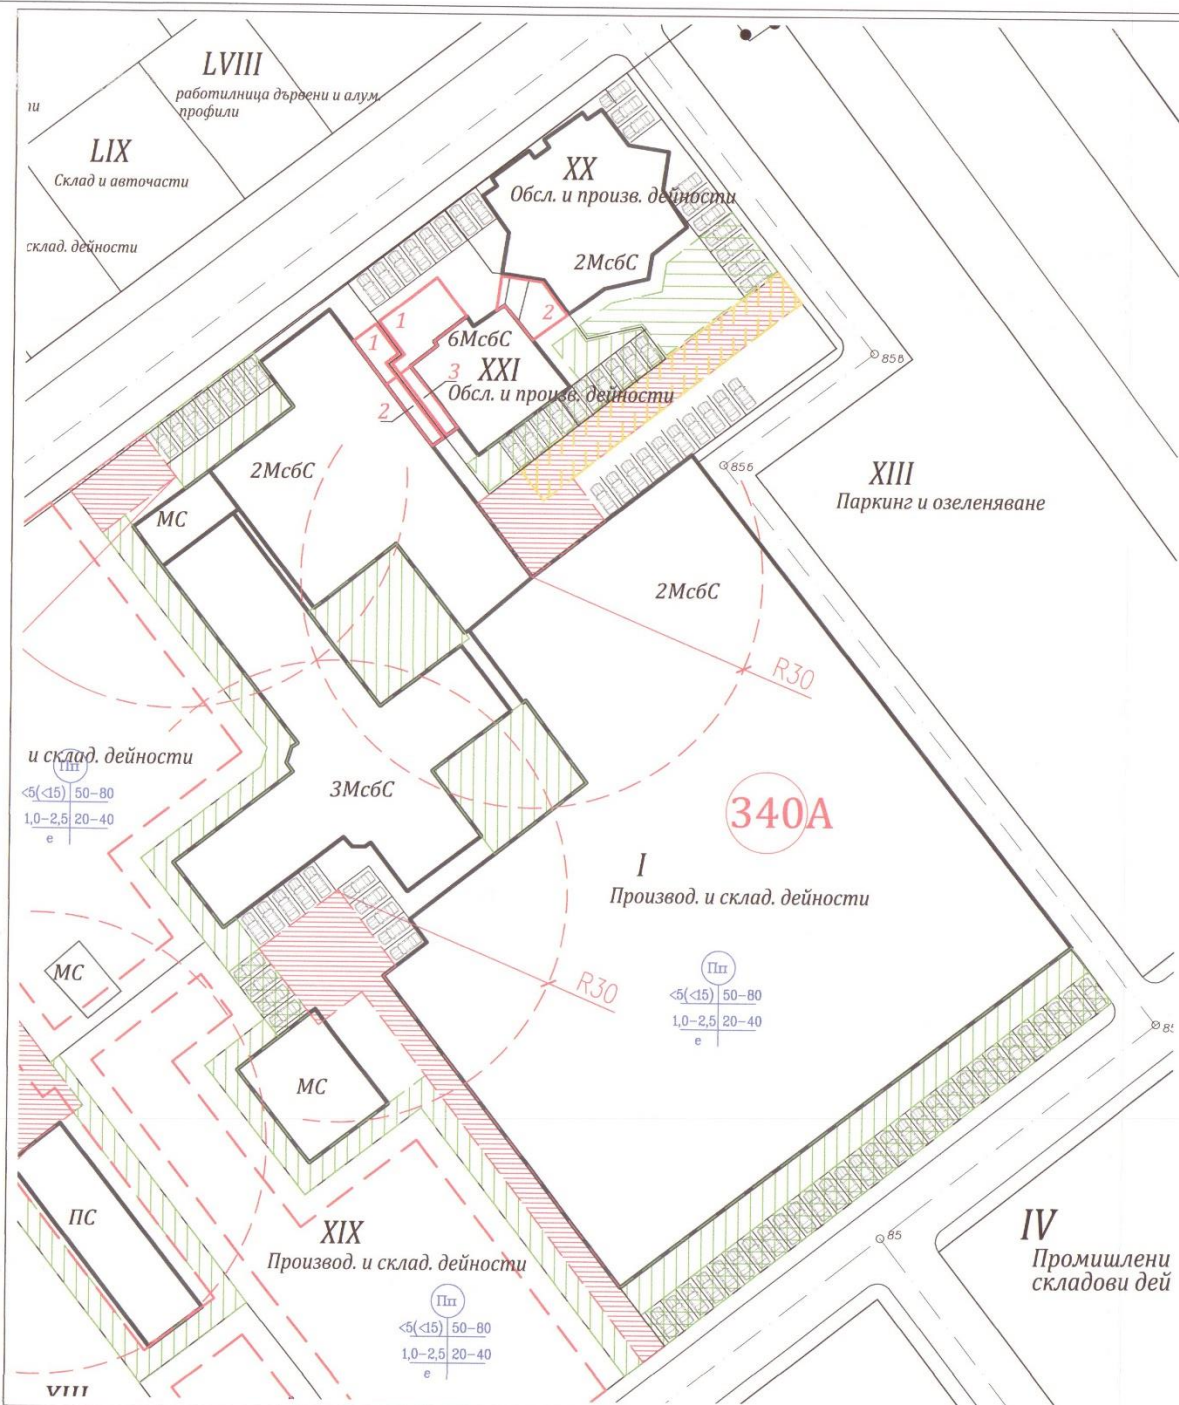 LVIII
работилница дървени и алум.
профили
ти
LIX
Склад и авточасти
склад. дейности
XX
Обсл. и произв. дейности
2МсбС
1
1
2
6МсбС
XXI
3
Обсл. и произв. дейности
2
856
2МсбС
856
XIII
Паркинг и озеленяване
МС
2МсбС
R30
и склад. дейности
Пп
<5(<15) 50-80
1,0-2,5 20-40
е
3МсбС
340А
I
Производ. и склад. дейности
МС
R30
Пп
<5(<15) 50-80
1,0-2,5 20-40
е
85
МС
ПС
XIX
Производ. и склад. дейности
85
IV
Промишлени
складови дей
Пп
<5(<15) 50-80
1,0-2,5 20-40
е
XVIII